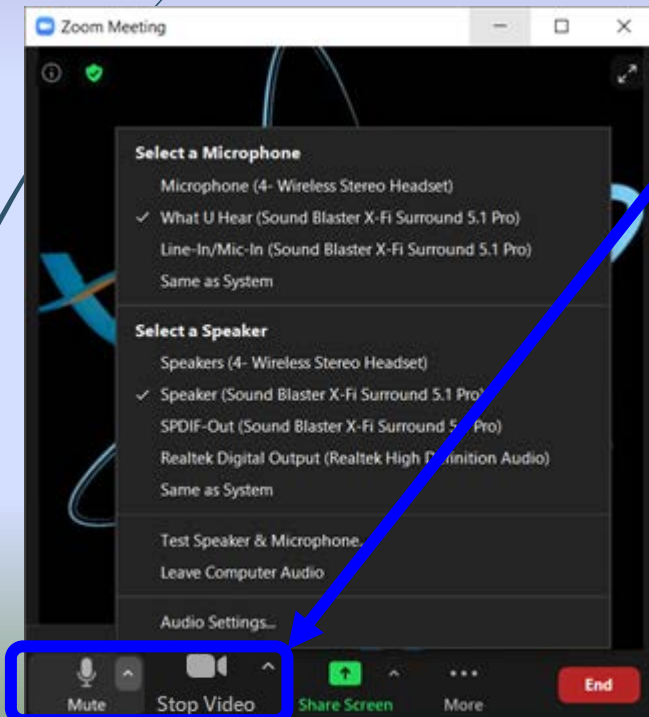 Zoom Meeting
Select a Microphone
Microphone (4- Wireless Stereo Headset)
What U Hear (Sound Blaster X-Fi Surround 5.1 Pro)
Line-In/Mic-In (Sound Blaster X-Fi Surround 5.1 Pro)
Same as System
Select a Speaker
Speakers (4- Wireless Stereo Headset)
Speaker (Sound Blaster X-Fi Surround 5.1 Pro)
SPDIF-Out (Sound Blaster X-Fi Surround 5.1 Pro)
Realtek Digital Output (Realtek High Definition Audio)
Same as System
Test Speaker & Microphone...
Leave Computer Audio
Audio Settings...
Mute Stop Video Share Screen More End